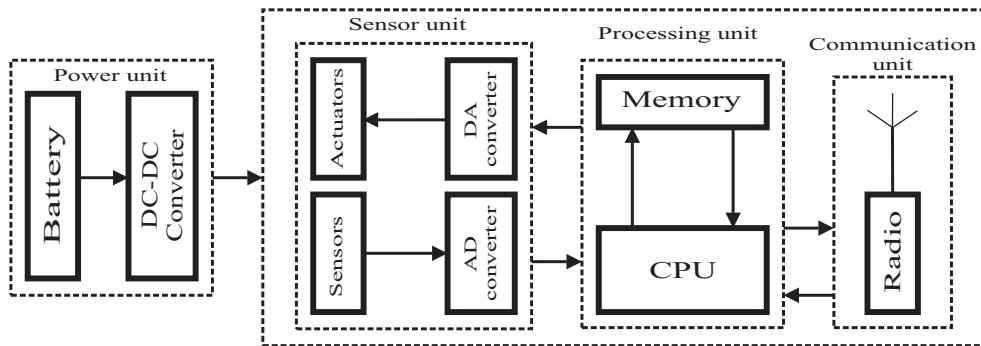 Power unit
Battery
DC-DC
Converter
Sensor unit
Actuators
DA
converter
Sensors
AD
converter
Processing unit
Memory
CPU
Communication
unit
Radio